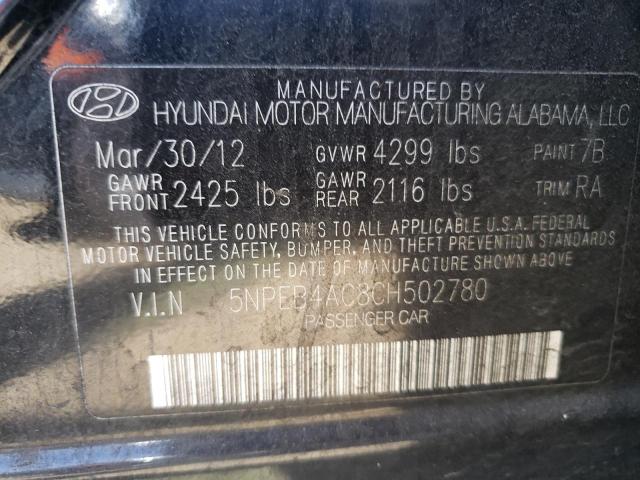 MANUFACTURED BY
HYUNDAI MOTOR MANUFACTURING ALABAMA, LLC
Mar/30/12 GVWR 4299 lbs PAINT 7B
GAWR FRONT 2425 lbs GAWR REAR 2116 lbs TRIM RA
THIS VEHICLE CONFORMS TO ALL APPLICABLE U.S.A. FEDERAL
MOTOR VEHICLE SAFETY, BUMPER, AND THEFT PREVENTION STANDARDS
IN EFFECT ON THE DATE OF MANUFACTURE SHOWN ABOVE.
V.I.N 5NPEB4AC8CH502780
PASSENGER CAR